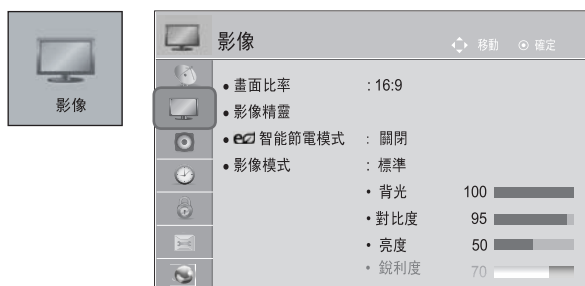 影像
影像
移動 確定
• 畫面比率 : 16:9
• 影像精靈
• eco 智能節電模式 : 關閉
• 影像模式 : 標準
• 背光 100
• 對比度 95
• 亮度 50
• 銳利度 70